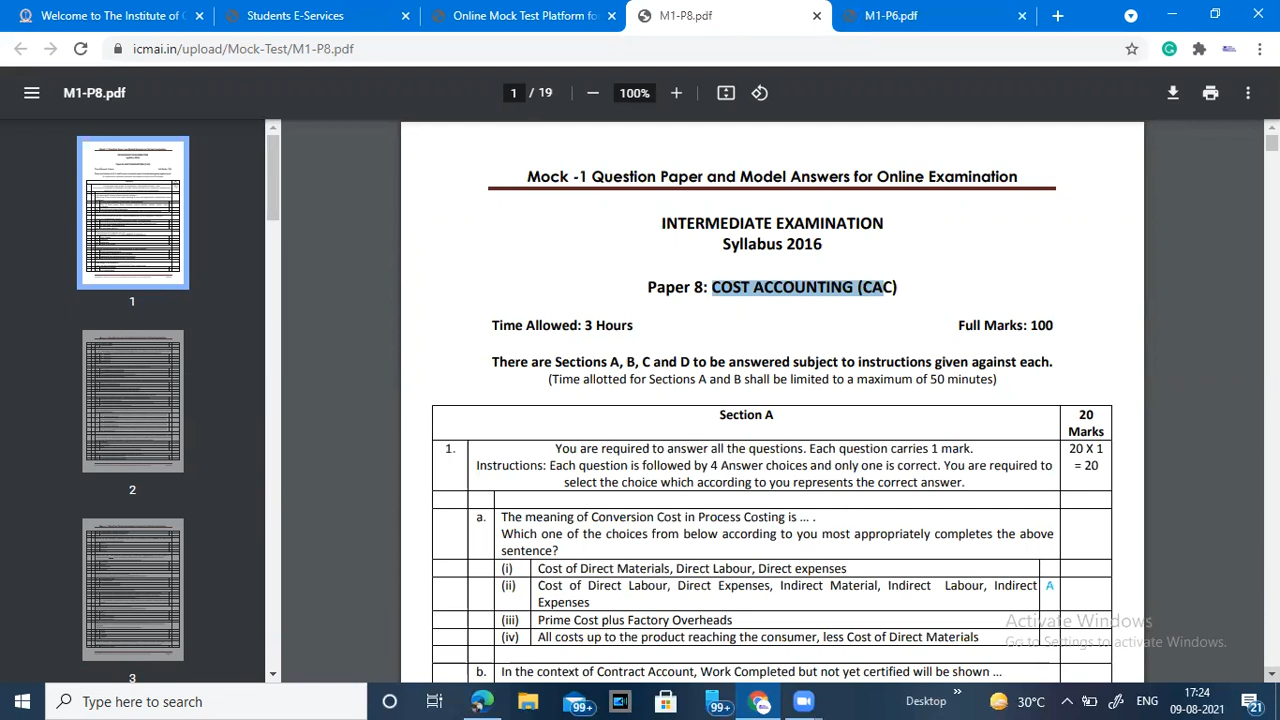 Welcome to The Institute of C
Students E-Services
Online Mock Test Platform for
M1-P8.pdf
M1-P6.pdf
icmai.in/upload/Mock-Test/M1-P8.pdf
M1-P8.pdf
1 / 19
100%
Mock -1 Question Paper and Model Answers for Online Examination
INTERMEDIATE EXAMINATION
Syllabus 2016
Paper 8: COST ACCOUNTING (CAC)
Time Allowed: 3 Hours
Full Marks: 100
There are Sections A, B, C and D to be answered subject to instructions given against each.
(Time allotted for Sections A and B shall be limited to a maximum of 50 minutes)
Section A
20
Marks
1.
You are required to answer all the questions. Each question carries 1 mark.
Instructions: Each question is followed by 4 Answer choices and only one is correct. You are required to
select the choice which according to you represents the correct answer.
20 X 1
= 20
a. The meaning of Conversion Cost in Process Costing is ... .
Which one of the choices from below according to you most appropriately completes the above
sentence?
(i) Cost of Direct Materials, Direct Labour, Direct expenses
(ii) Cost of Direct Labour, Direct Expenses, Indirect Material, Indirect Labour, Indirect A
Expenses
(iii) Prime Cost plus Factory Overheads
(iv) All costs up to the product reaching the consumer, less Cost of Direct Materials
b. In the context of Contract Account, Work Completed but not yet certified will be shown ...
1
2
3
Activate Windows
Go to Settings to activate Windows.
Type here to search
99+
99+
Desktop
30°C
ENG
17:24
09-08-2021
21